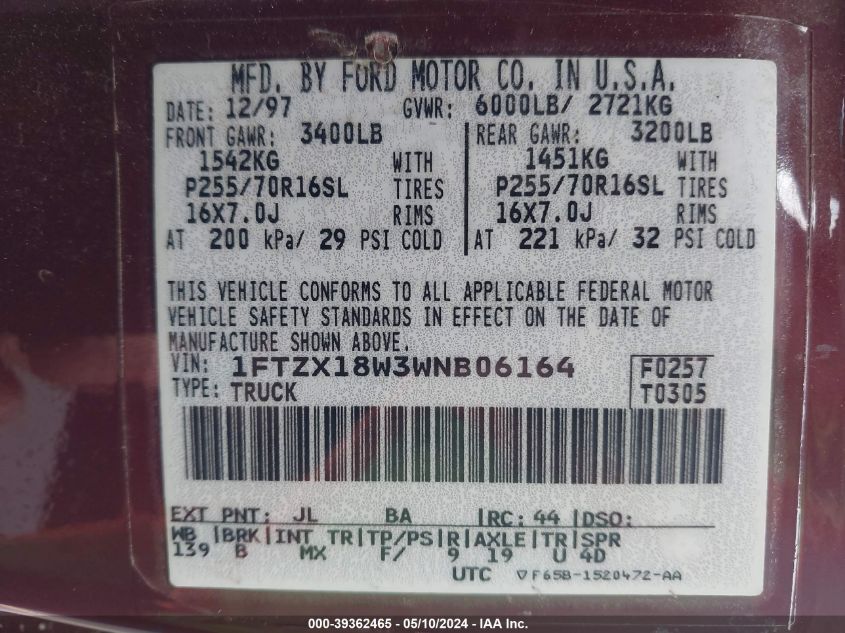 MFD. BY FORD MOTOR CO. IN U.S.A.
DATE: 12/97 GVWR: 6000LB/ 2721KG
FRONT GAWR: 3400LB REAR GAWR: 3200LB
1542KG WITH 1451KG WITH
P255/70R16SL TIRES P255/70R16SL TIRES
16X7.0J RIMS 16X7.0J RIMS
AT 200 kPa/ 29 PSI COLD AT 221 kPa/ 32 PSI COLD
THIS VEHICLE CONFORMS TO ALL APPLICABLE FEDERAL MOTOR
VEHICLE SAFETY STANDARDS IN EFFECT ON THE DATE OF
MANUFACTURE SHOWN ABOVE.
VIN: 1FTZX18W3WNB06164 F0257
TYPE: TRUCK T0305
EXT PNT: JL BA RC: 44 DSO:
WB BRK INT TR TP/PS R AXLE TR SPR
139 B MX F/ 9 19 U 4D
UTC ▽F65B-1520472-AA
000-39362465 - 05/10/2024 - IAA Inc.